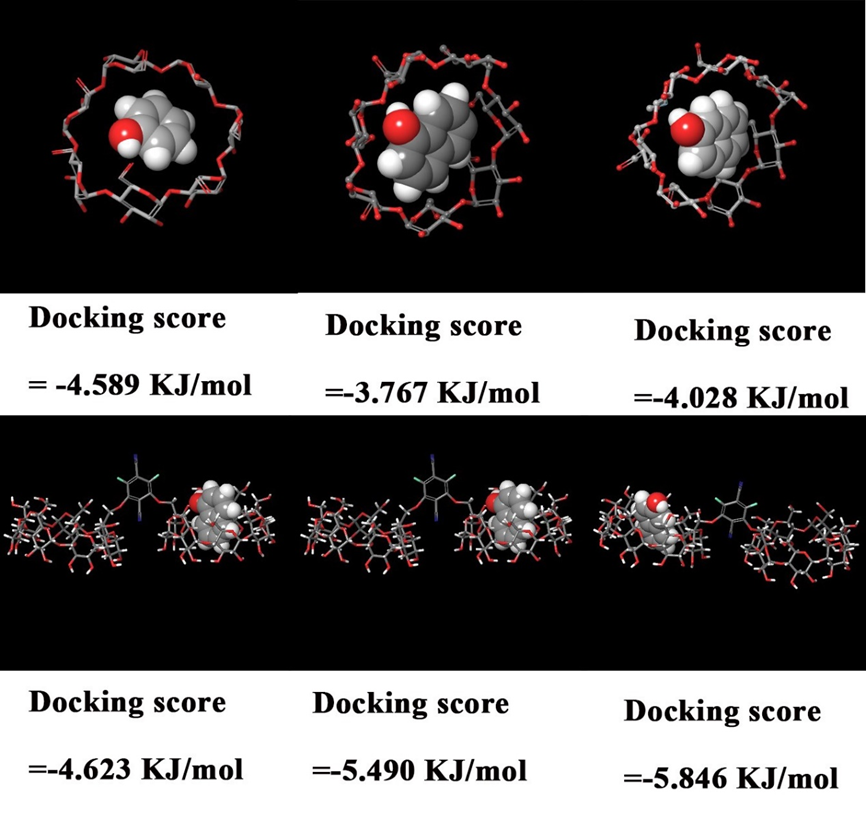 Docking score
= -4.589 KJ/mol
Docking score
=-3.767 KJ/mol
Docking score
=-4.028 KJ/mol
Docking score
=-4.623 KJ/mol
Docking score
=-5.490 KJ/mol
Docking score
=-5.846 KJ/mol